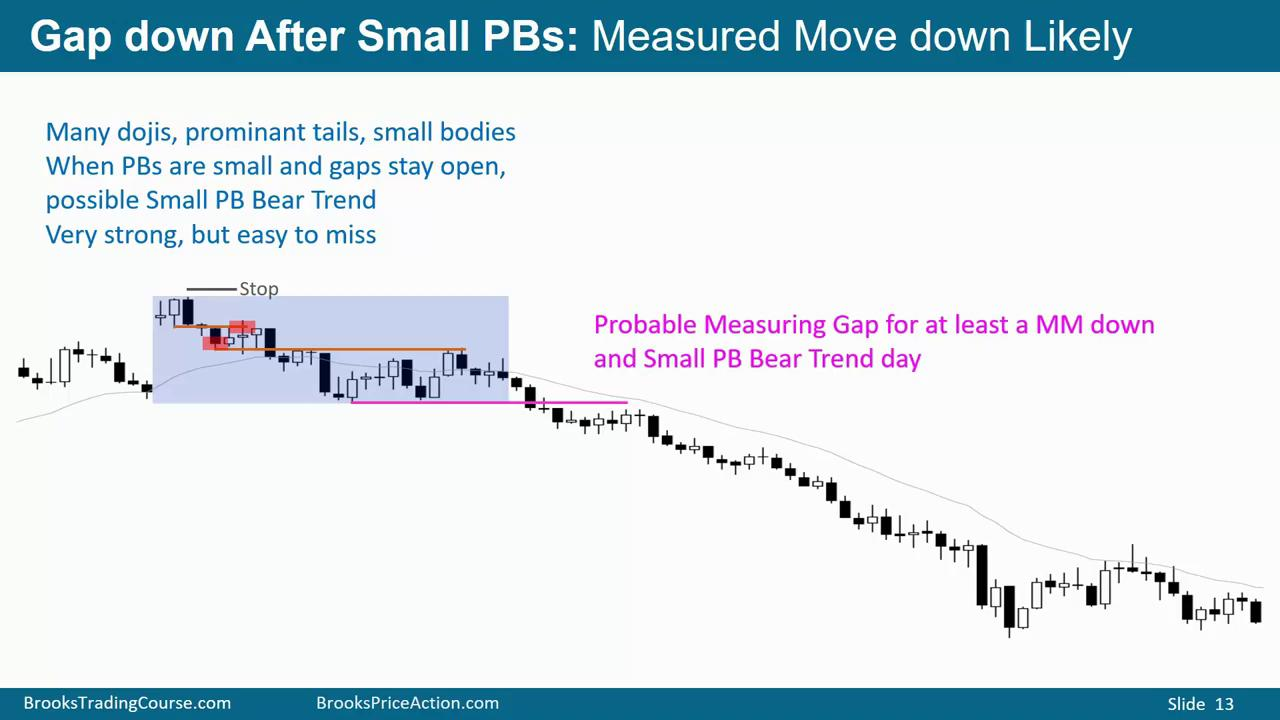 Gap down After Small PBs: Measured Move down Likely
Many dojis, prominant tails, small bodies
When PBs are small and gaps stay open,
possible Small PB Bear Trend
Very strong, but easy to miss
Stop
Probable Measuring Gap for at least a MM down
and Small PB Bear Trend day
BrooksTradingCourse.com
BrooksPriceAction.com
Slide 13